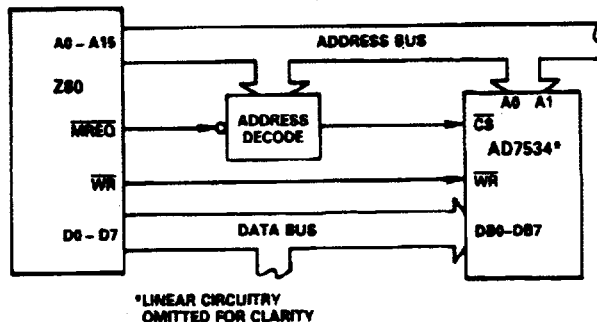 A0 – A15
ADDRESS BUS
Z80
A0 A1
MREQ
ADDRESS
DECODE
CS
AD7534*
WR
WR
D0 – D7
DATA BUS
DB0–DB7
*LINEAR CIRCUITRY
OMITTED FOR CLARITY